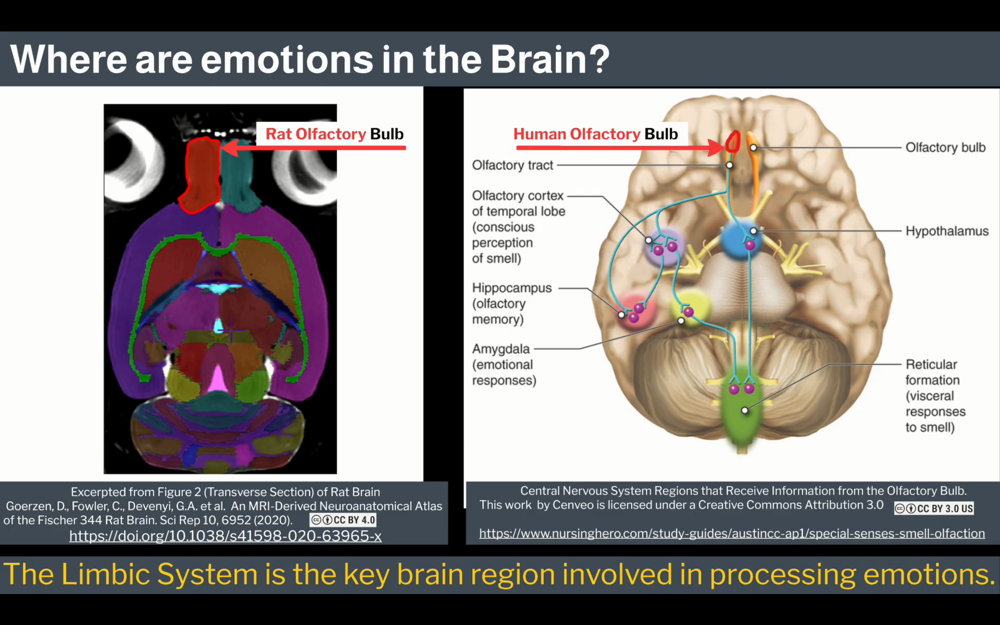 Where are emotions in the Brain?
Rat Olfactory Bulb
Human Olfactory Bulb
Olfactory tract
Olfactory cortex
of temporal lobe
(conscious
perception
of smell)
Hippocampus
(olfactory
memory)
Amygdala
(emotional
responses)
Olfactory bulb
Hypothalamus
Reticular
formation
(visceral
responses
to smell)
Excerpted from Figure 2 (Transverse Section) of Rat Brain
Goerzen, D., Fowler, C., Devenyi, G.A. et al. An MRI-Derived Neuroanatomical Atlas
of the Fischer 344 Rat Brain. Sci Rep 10, 6952 (2020). cc CC BY 4.0
https://doi.org/10.1038/s41598-020-63965-x
Central Nervous System Regions that Receive Information from the Olfactory Bulb.
This work by Cenveo is licensed under a Creative Commons Attribution 3.0 cc CC BY 3.0 US
https://www.nursinghero.com/study-guides/austincc-ap1/special-senses-smell-olfaction
The Limbic System is the key brain region involved in processing emotions.